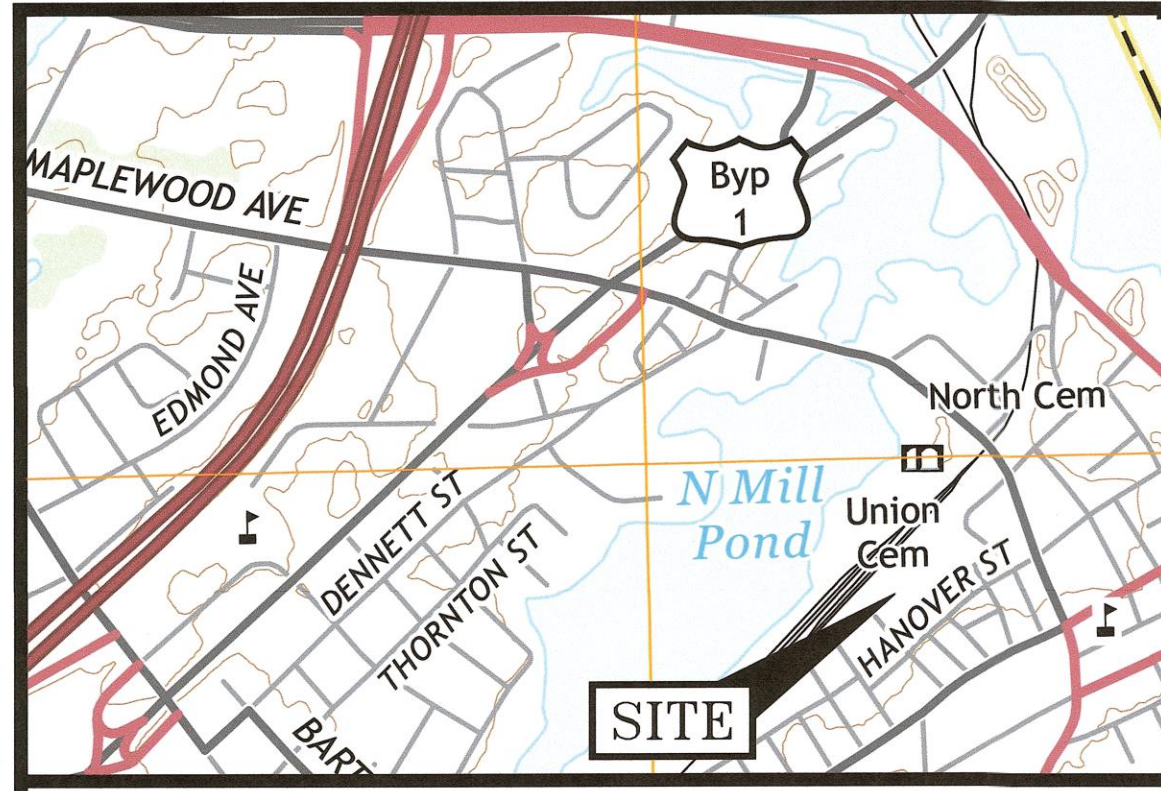 MAPLEWOOD AVE
Byp
1
EDMOND AVE
North Cem
N Mill
Pond
Union
Cem
DENNETT ST
THORNTON ST
HANOVER ST
SITE
BART